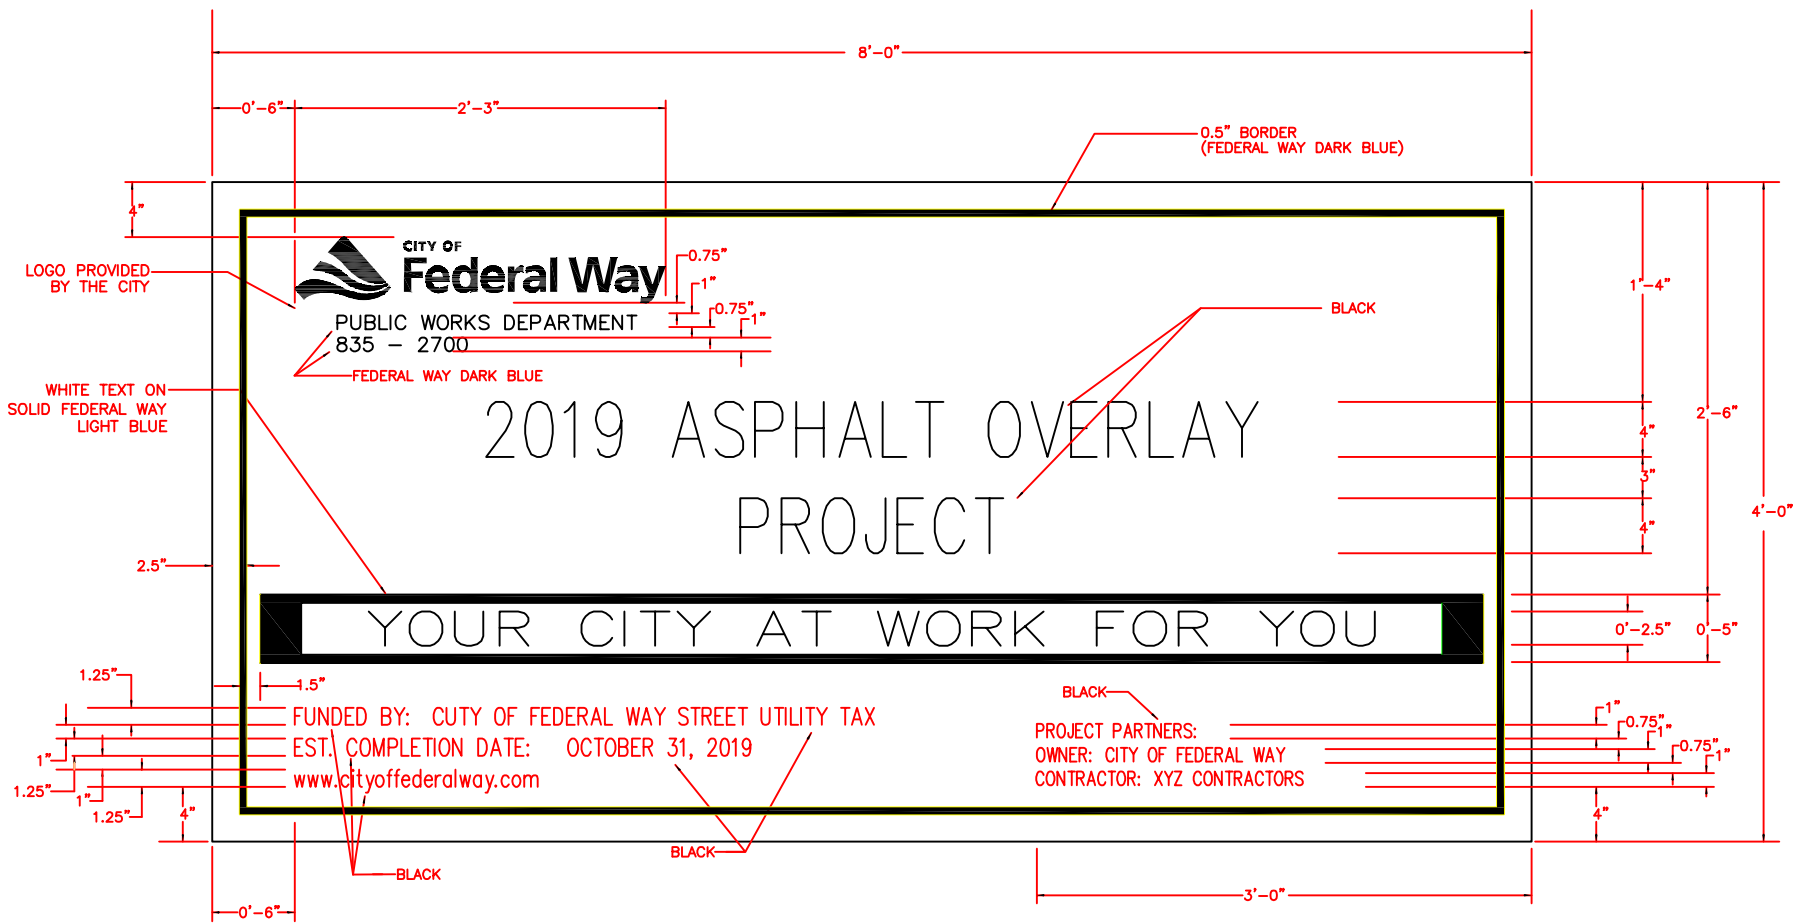 8'-0"
0'-6"
2'-3"
0.5" BORDER
(FEDERAL WAY DARK BLUE)
4"
CITY OF
Federal Way
0.75"
1"
0.75"
1"
LOGO PROVIDED
BY THE CITY
PUBLIC WORKS DEPARTMENT
835 - 2700
FEDERAL WAY DARK BLUE
BLACK
1'-4"
WHITE TEXT ON
SOLID FEDERAL WAY
LIGHT BLUE
2019 ASPHALT OVERLAY
PROJECT
2'-6"
4"
3"
4"
4'-0"
2.5"
YOUR CITY AT WORK FOR YOU
0'-2.5"
0'-5"
1.25"
1.5"
BLACK
FUNDED BY: CUTY OF FEDERAL WAY STREET UTILITY TAX
EST. COMPLETION DATE: OCTOBER 31, 2019
www.cityoffederalway.com
PROJECT PARTNERS:
OWNER: CITY OF FEDERAL WAY
CONTRACTOR: XYZ CONTRACTORS
1"
0.75"
1"
0.75"
1"
1"
1.25"
1"
1.25"
4"
4"
BLACK
BLACK
0'-6"
3'-0"